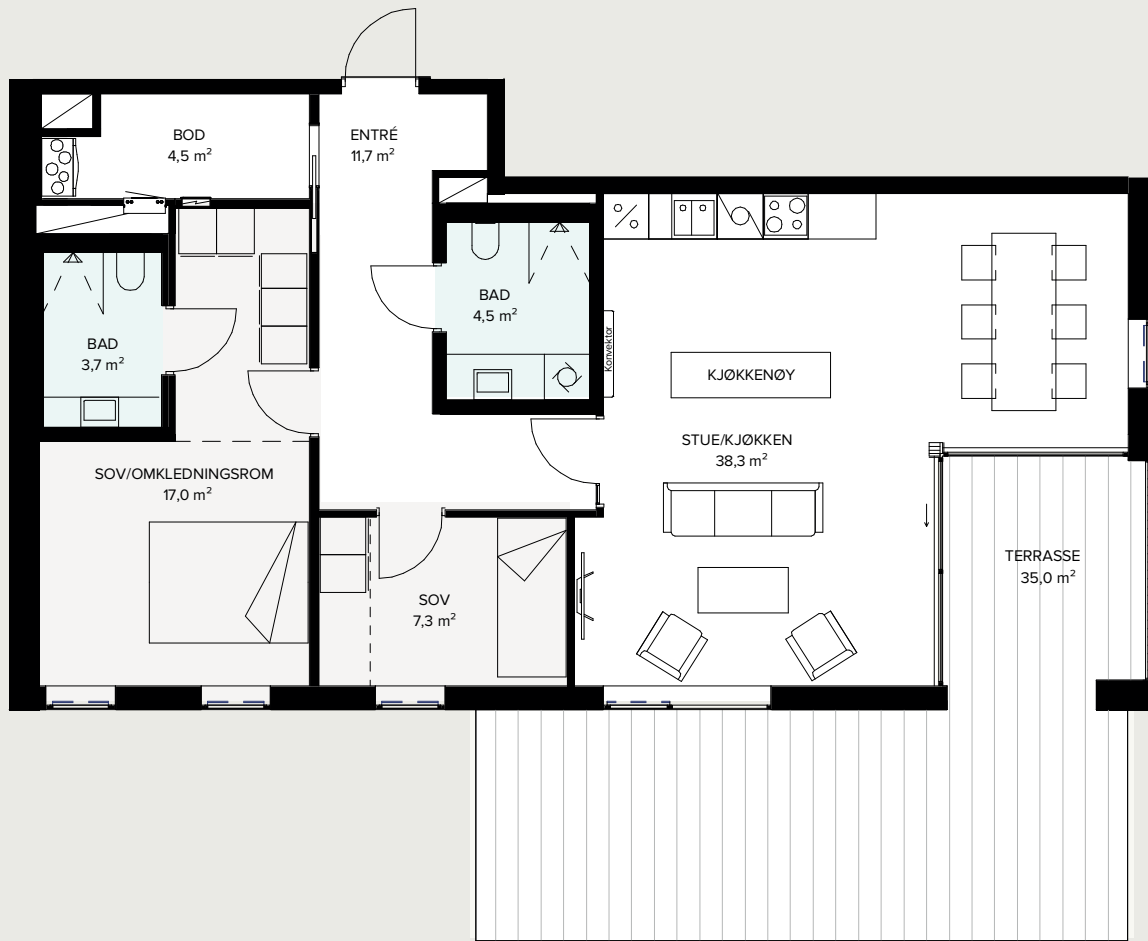 BOD
4,5 m²
ENTRÉ
11,7 m²
BAD
4,5 m²
BAD
3,7 m²
Konvektor
KJØKKENØY
STUE/KJØKKEN
38,3 m²
SOV/OMKLEDNINGSROM
17,0 m²
TERRASSE
35,0 m²
SOV
7,3 m²